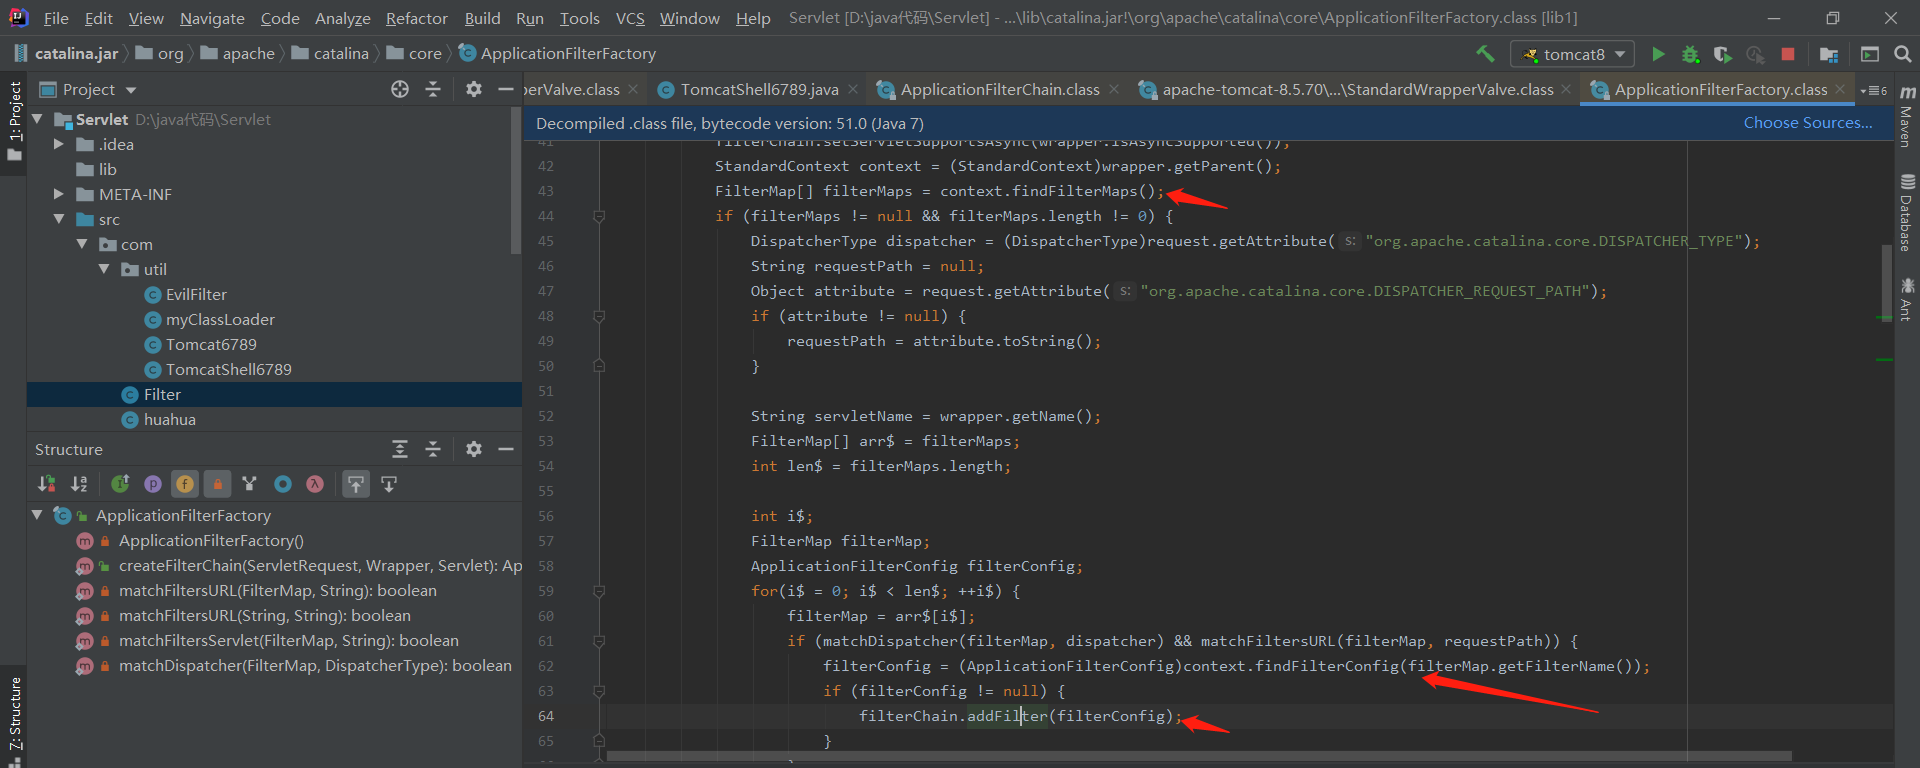 File Edit View Navigate Code Analyze Refactor Build Run Tools VCS Window Help Servlet [D:\java代码\Servlet] - ...\lib\catalina.jar!\org\apache\catalina\core\ApplicationFilterFactory.class [lib1]
catalina.jar org apache catalina core ApplicationFilterFactory tomcat8
Project
perValve.class TomcatShell6789.java ApplicationFilterChain.class apache-tomcat-8.5.70\...\StandardWrapperValve.class ApplicationFilterFactory.class 6
1: Project
Servlet D:\java代码\Servlet
.idea
lib
META-INF
src
com
util
EvilFilter
myClassLoader
Tomcat6789
TomcatShell6789
Filter
huahua
Structure
ApplicationFilterFactory
ApplicationFilterFactory()
createFilterChain(ServletRequest, Wrapper, Servlet): Ap
matchFiltersURL(FilterMap, String): boolean
matchFiltersURL(String, String): boolean
matchFiltersServlet(FilterMap, String): boolean
matchDispatcher(FilterMap, DispatcherType): boolean
7: Structure
Decompiled .class file, bytecode version: 51.0 (Java 7) Choose Sources...
41 filterChain.setServletSupportsAsync(wrapper.isAsyncSupported());
42 StandardContext context = (StandardContext)wrapper.getParent();
43 FilterMap[] filterMaps = context.findFilterMaps();
44 if (filterMaps != null && filterMaps.length != 0) {
45 DispatcherType dispatcher = (DispatcherType)request.getAttribute( s: "org.apache.catalina.core.DISPATCHER_TYPE");
46 String requestPath = null;
47 Object attribute = request.getAttribute( s: "org.apache.catalina.core.DISPATCHER_REQUEST_PATH");
48 if (attribute != null) {
49 requestPath = attribute.toString();
50 }
51
52 String servletName = wrapper.getName();
53 FilterMap[] arr$ = filterMaps;
54 int len$ = filterMaps.length;
55
56 int i$;
57 FilterMap filterMap;
58 ApplicationFilterConfig filterConfig;
59 for(i$ = 0; i$ < len$; ++i$) {
60 filterMap = arr$[i$];
61 if (matchDispatcher(filterMap, dispatcher) && matchFiltersURL(filterMap, requestPath)) {
62 filterConfig = (ApplicationFilterConfig)context.findFilterConfig(filterMap.getFilterName());
63 if (filterConfig != null) {
64 filterChain.addFilter(filterConfig);
65 }
Maven
Database
Ant